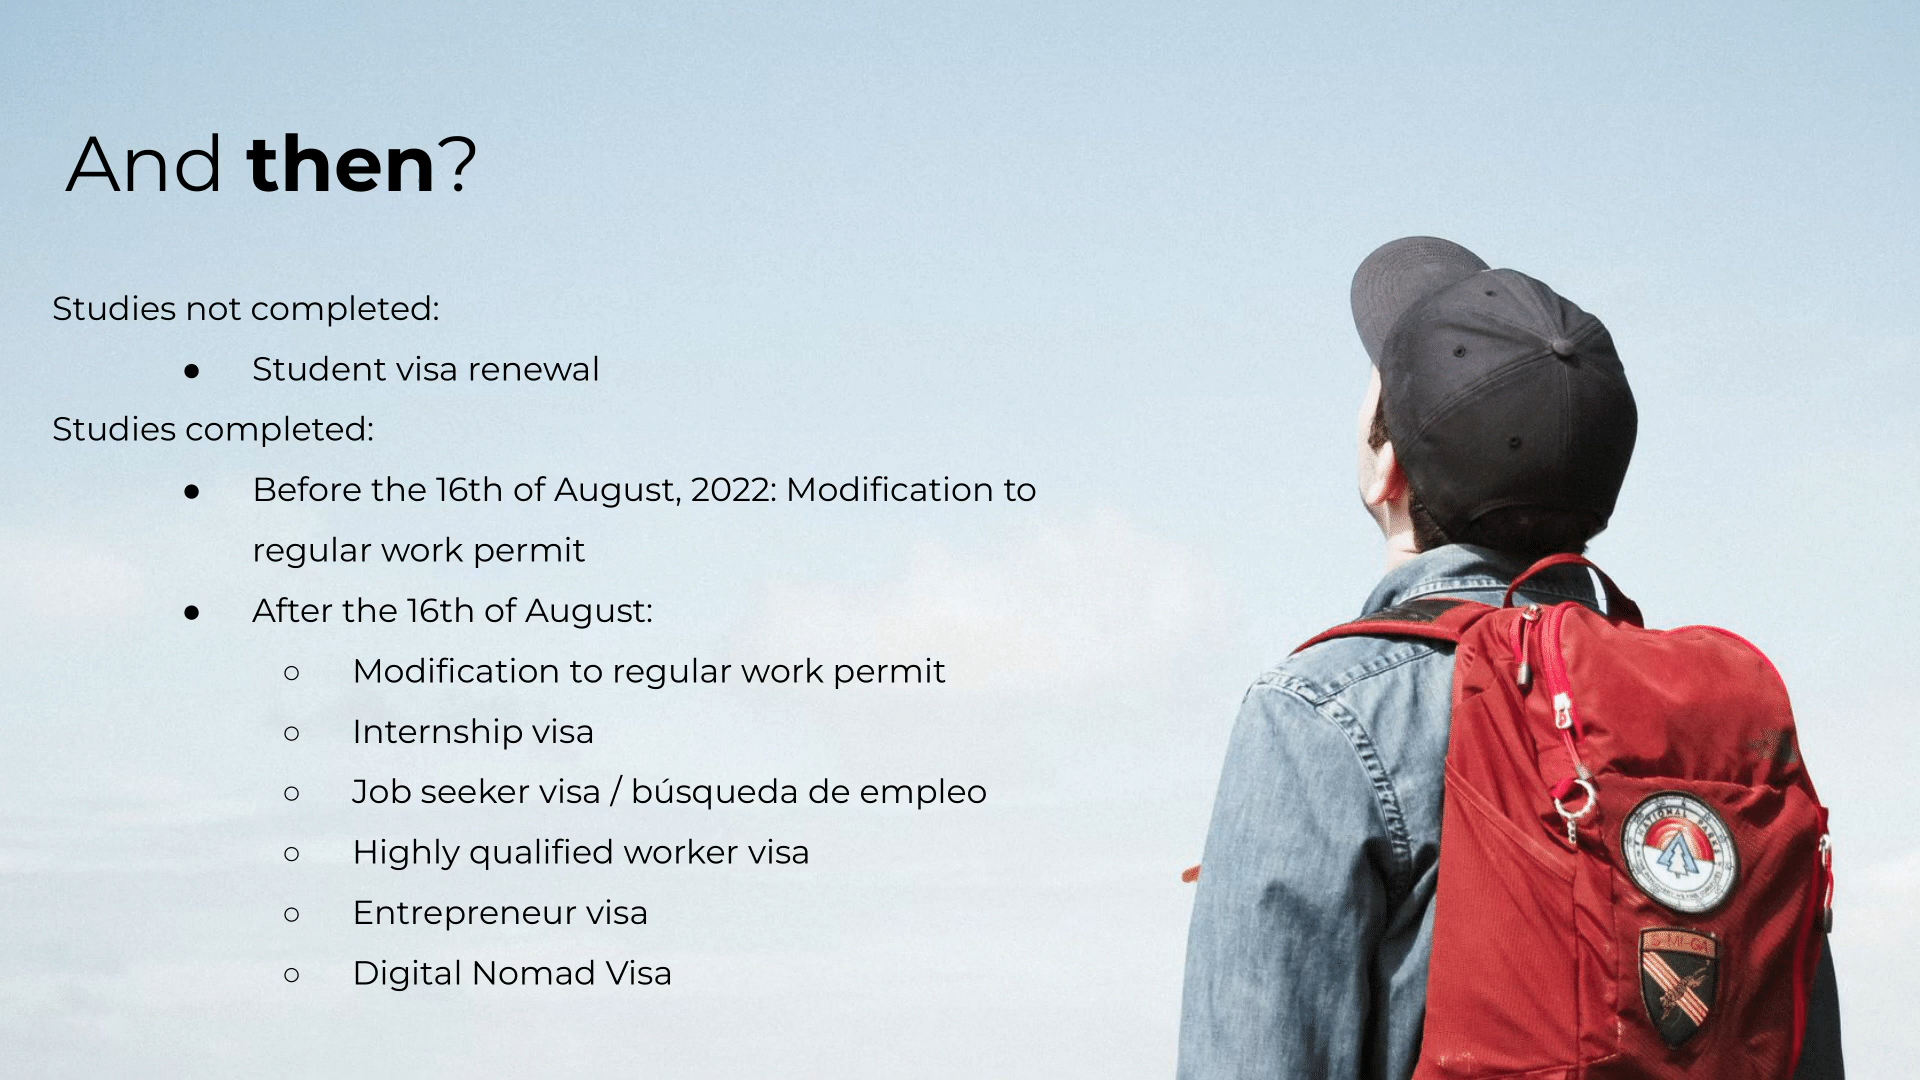 And then?
Studies not completed:
● Student visa renewal
Studies completed:
● Before the 16th of August, 2022: Modification to
regular work permit
● After the 16th of August:
○ Modification to regular work permit
○ Internship visa
○ Job seeker visa / búsqueda de empleo
○ Highly qualified worker visa
○ Entrepreneur visa
○ Digital Nomad Visa
NATIONAL PARKS